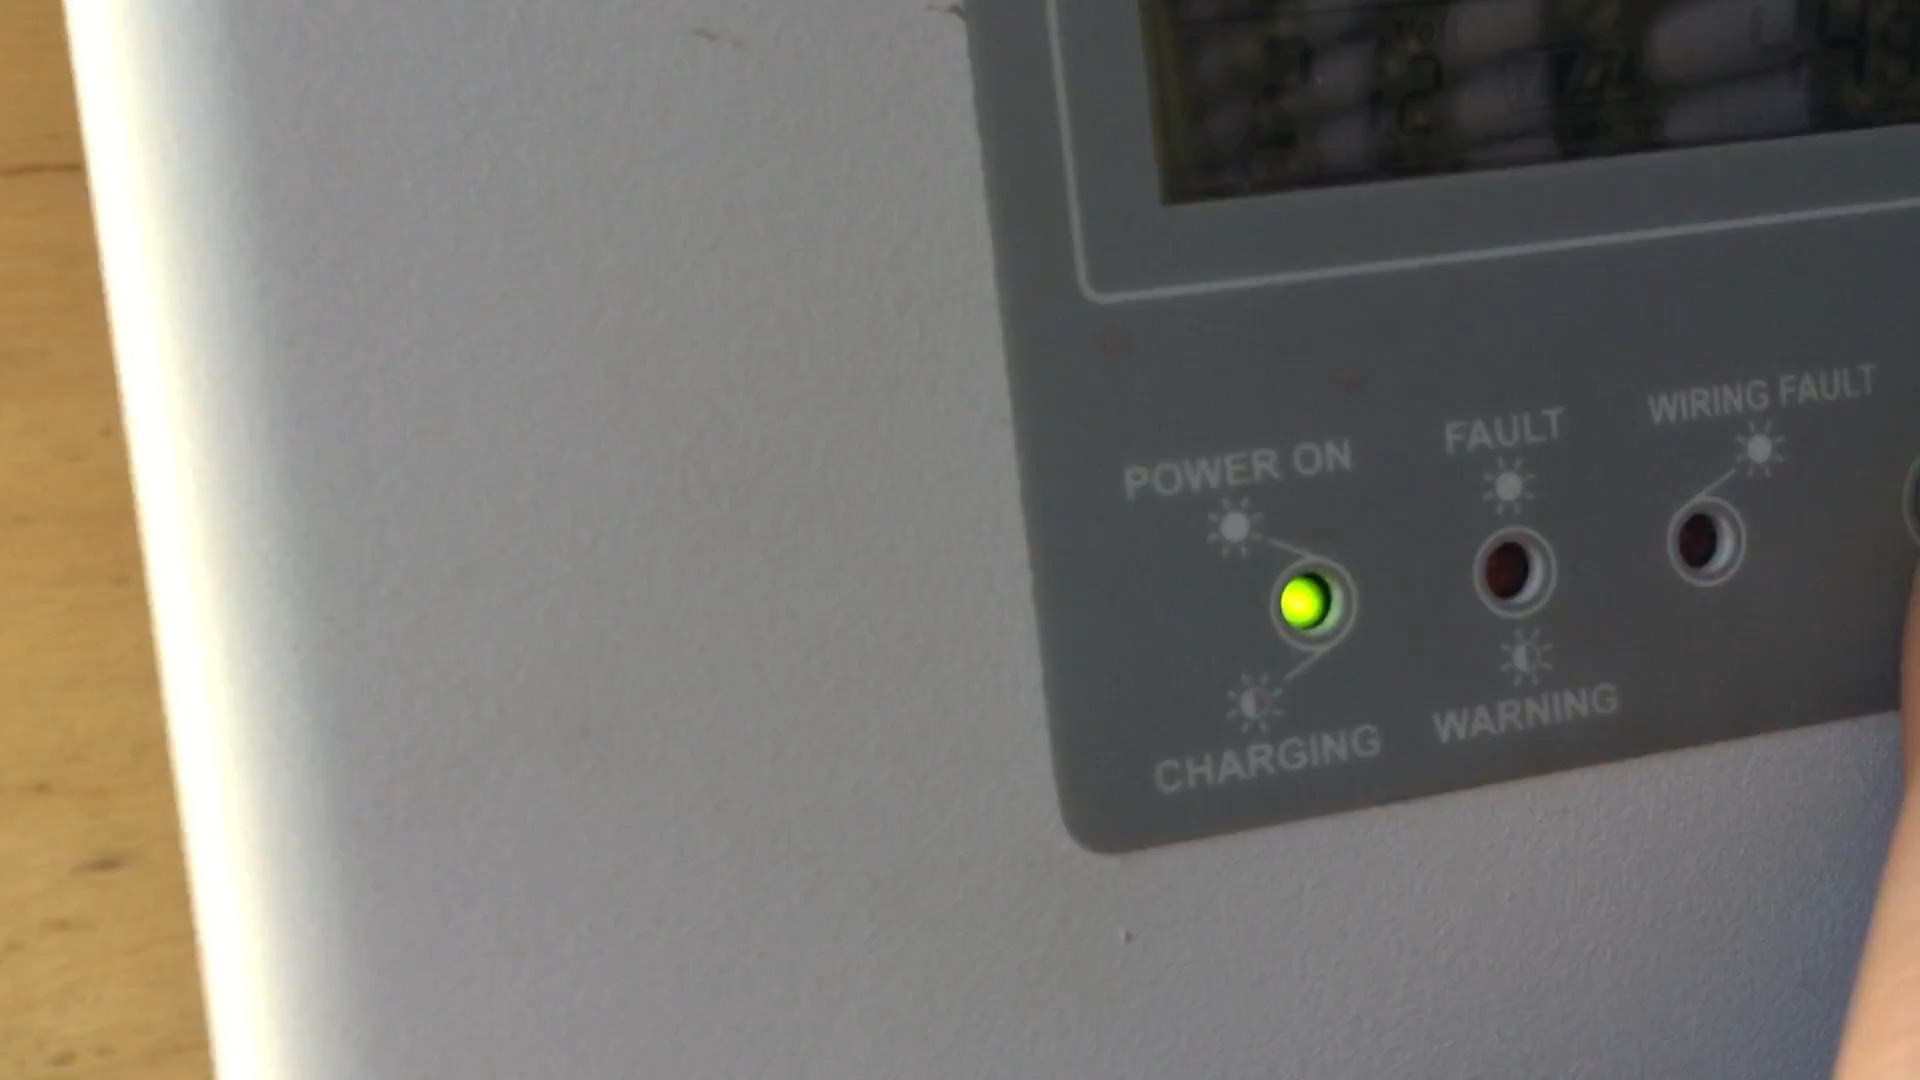 POWER ON
FAULT
WIRING FAULT
CHARGING
WARNING